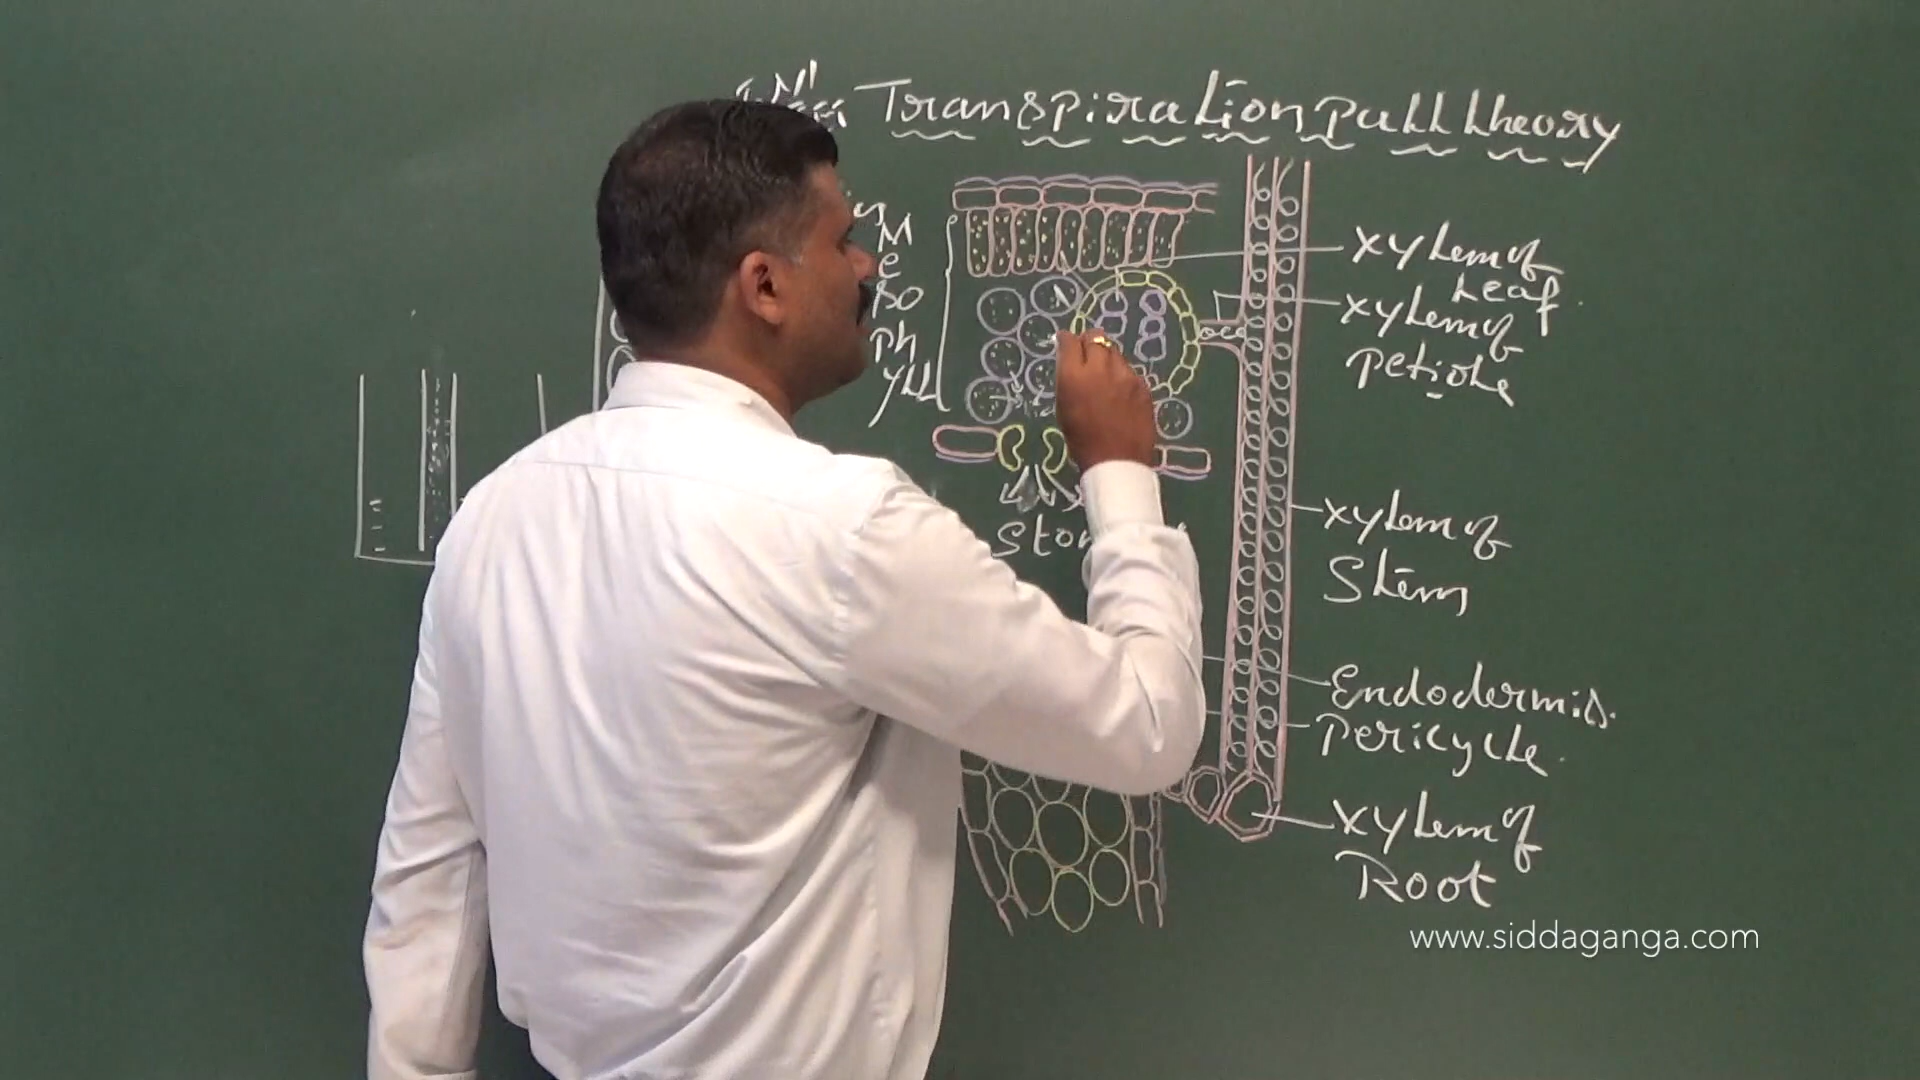 Transpiration pull theory
M
e
so
ph
yll
xylem of
Leaf.
xylem of
petiole
xylem of
Stem
Endodermis.
Pericycle.
xylem of
Root
www.siddaganga.com